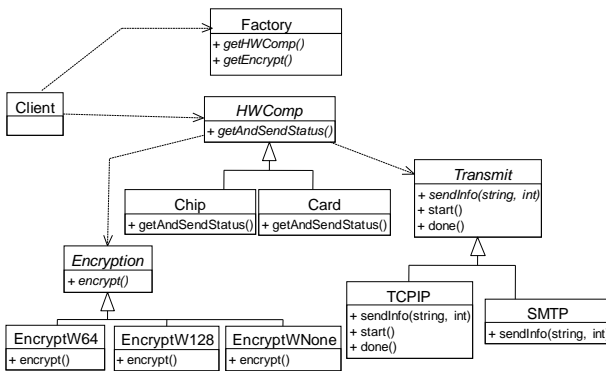 Factory
+ getHWComp()
+ getEncrypt()
Client
HWComp
+ getAndSendStatus()
Transmit
+ sendInfo(string, int)
+ start()
+ done()
Chip
+ getAndSendStatus()
Card
+ getAndSendStatus()
Encryption
+ encrypt()
TCPIP
+ sendInfo(string, int)
+ start()
+ done()
SMTP
+ sendInfo(string, int)
EncryptW64
+ encrypt()
EncryptW128
+ encrypt()
EncryptWNone
+ encrypt()